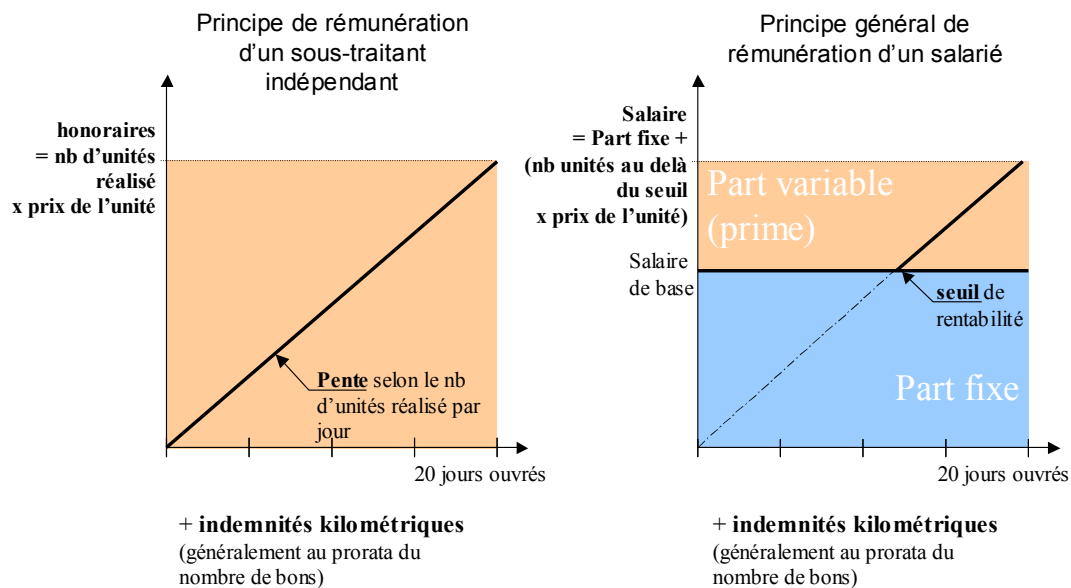 Principe de rémunération
d'un sous-traitant
indépendant
honoraires
= nb d'unités
réalisé
x prix de l'unité
Pente selon le nb
d'unités réalisé par
jour
20 jours ouvrés
+ indemnités kilométriques
(généralement au prorata du
nombre de bons)
Principe général de
rémunération d'un salarié
Salaire
= Part fixe +
(nb unités au delà
du seuil
x prix de l'unité)
Part variable
(prime)
Salaire
de base
seuil de
rentabilité
Part fixe
20 jours ouvrés
+ indemnités kilométriques
(généralement au prorata du
nombre de bons)